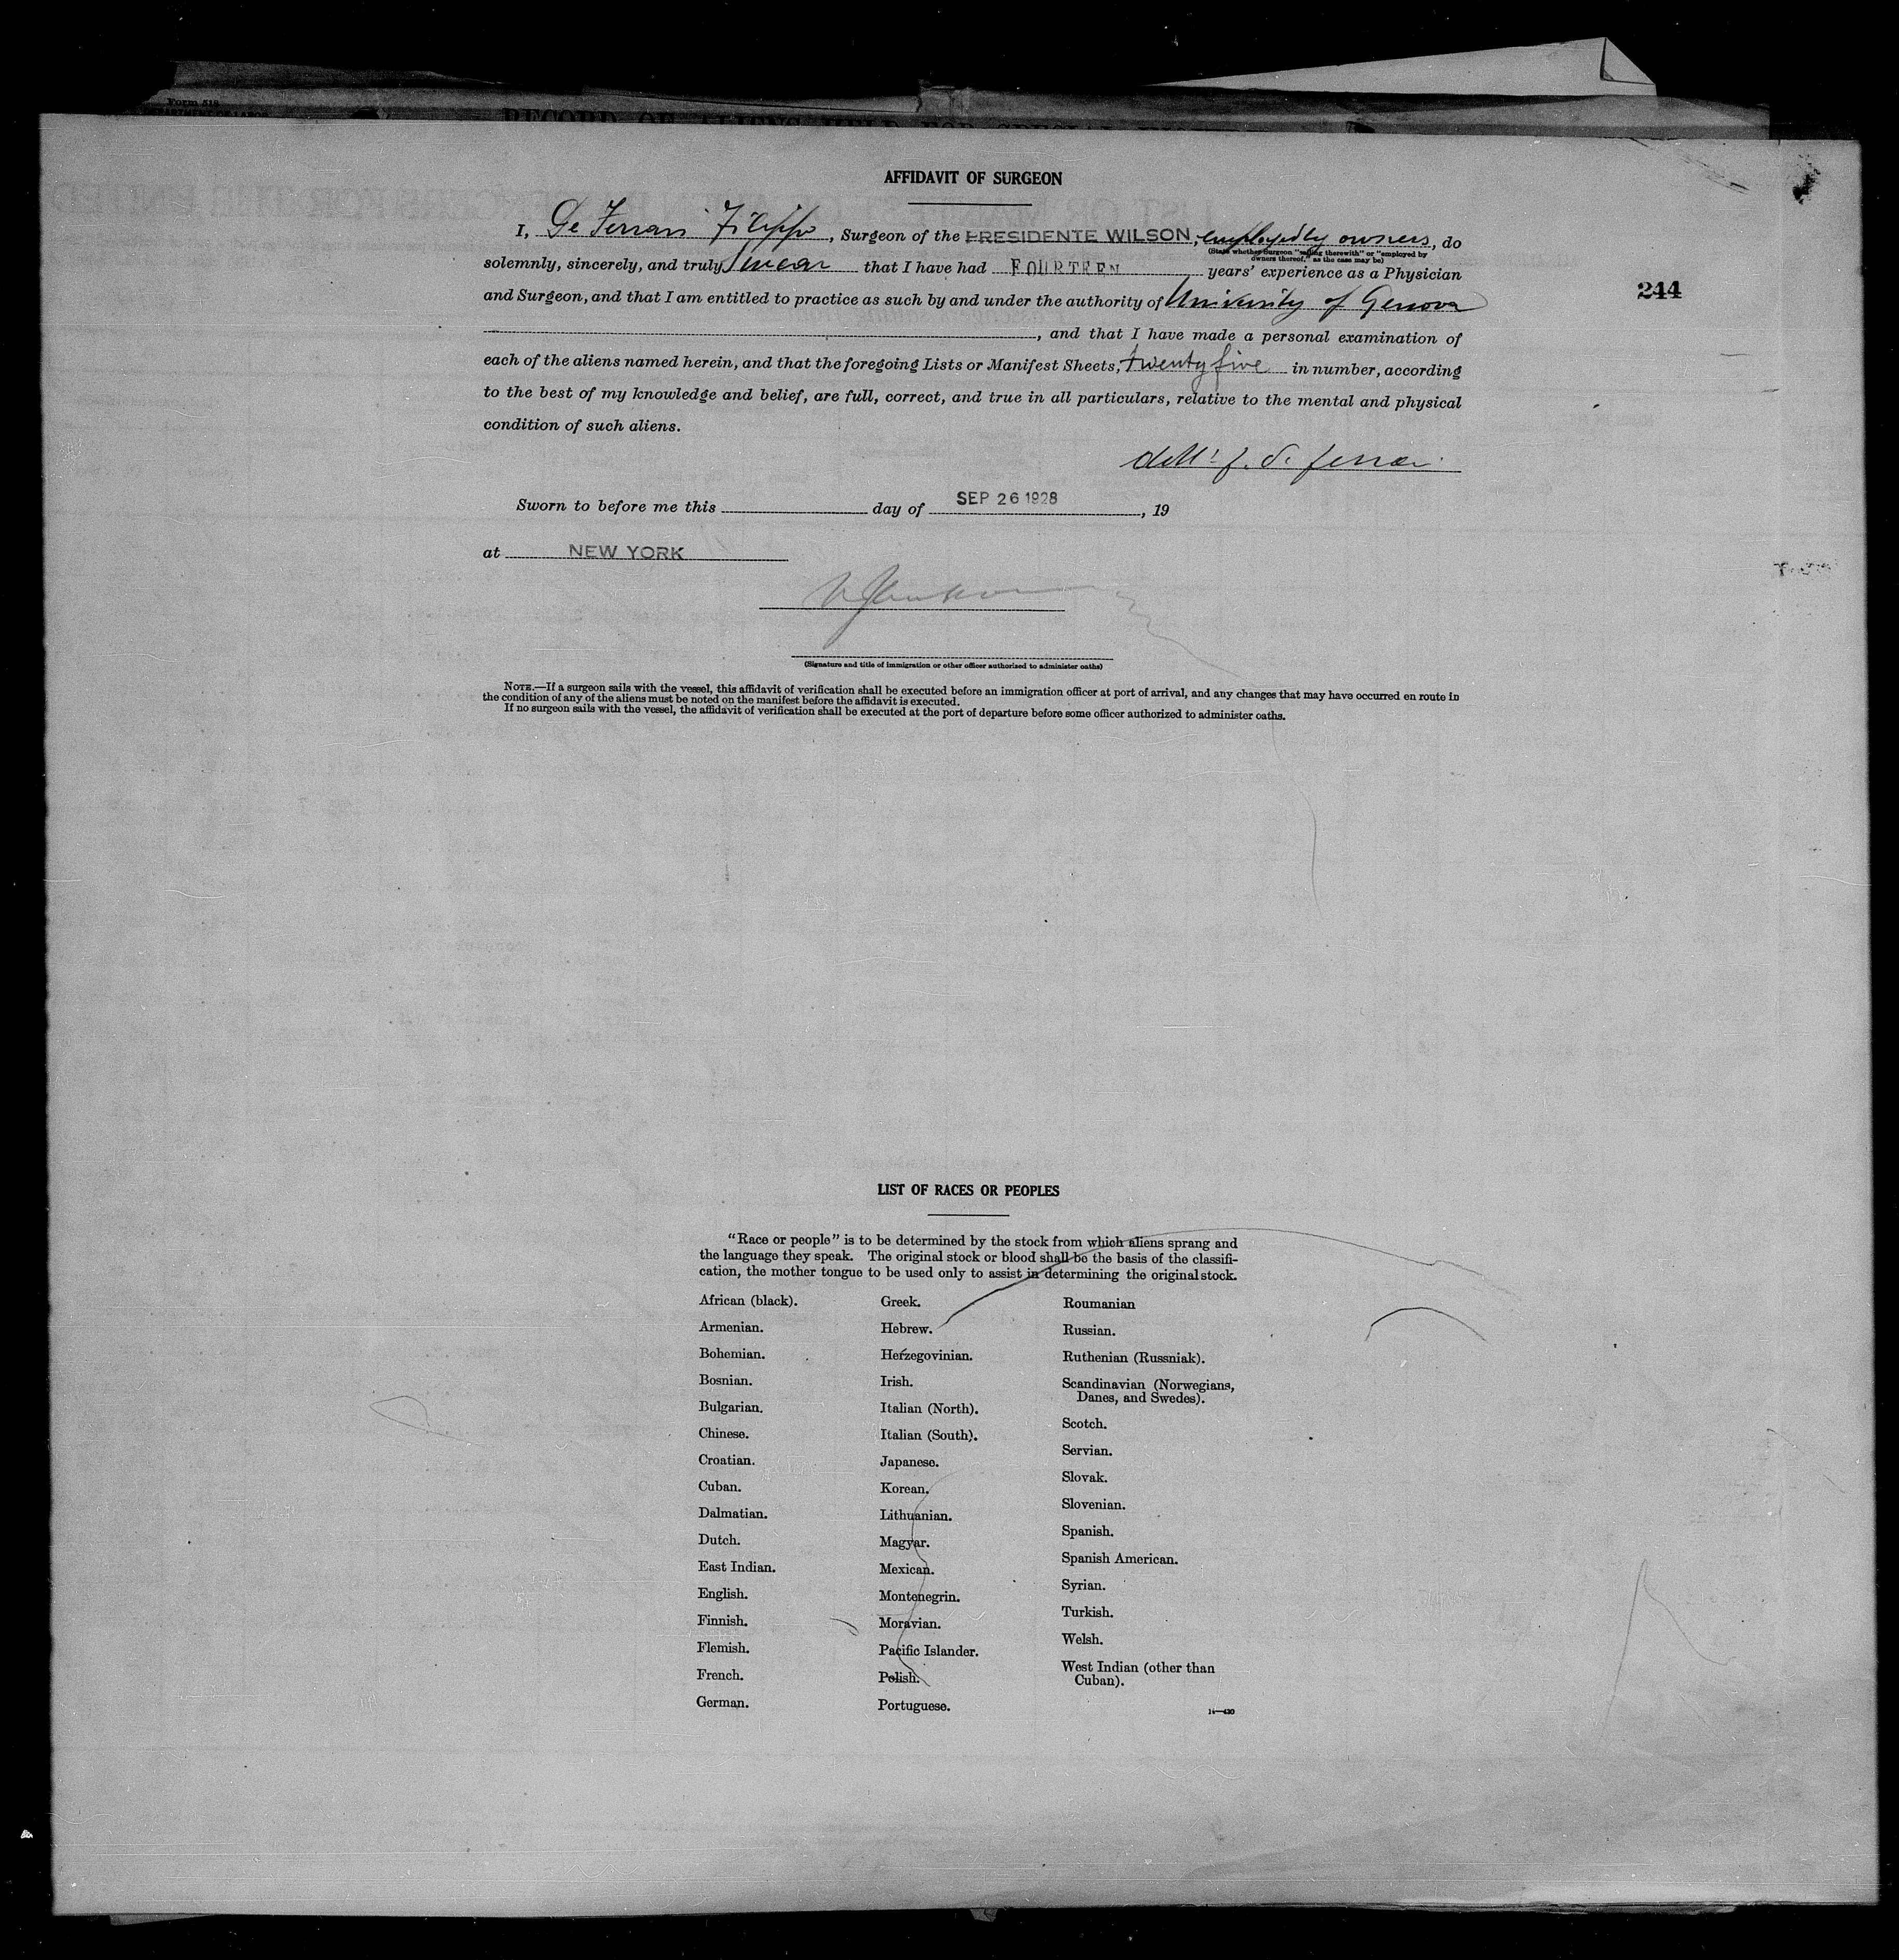 Form 518
DEPARTMENT OF LABOR
RECORD OF ALIENS HELD FOR SPECIAL
AFFIDAVIT OF SURGEON
I, De Ferrari Filippo, Surgeon of the PRESIDENTE WILSON, employed by owners, do
(State whether Surgeon "sailing therewith" or "employed by
owners thereof," as the case may be)
solemnly, sincerely, and truly swear that I have had FOURTEEN years' experience as a Physician
244
and Surgeon, and that I am entitled to practice as such by and under the authority of University of Genova
, and that I have made a personal examination of
each of the aliens named herein, and that the foregoing Lists or Manifest Sheets, twenty five in number, according
to the best of my knowledge and belief, are full, correct, and true in all particulars, relative to the mental and physical
condition of such aliens.
Sworn to before me this day of SEP 26 1928, 19
at NEW YORK
(Signature and title of immigration or other officer authorized to administer oaths)
NOTE.—If a surgeon sails with the vessel, this affidavit of verification shall be executed before an immigration officer at port of arrival, and any changes that may have occurred en route in
the condition of any of the aliens must be noted on the manifest before the affidavit is executed.
If no surgeon sails with the vessel, the affidavit of verification shall be executed at the port of departure before some officer authorized to administer oaths.
LIST OF RACES OR PEOPLES
"Race or people" is to be determined by the stock from which aliens sprang and
the language they speak. The original stock or blood shall be the basis of the classifi-
cation, the mother tongue to be used only to assist in determining the original stock.
African (black).
Armenian.
Bohemian.
Bosnian.
Bulgarian.
Chinese.
Croatian.
Cuban.
Dalmatian.
Dutch.
East Indian.
English.
Finnish.
Flemish.
French.
German.
Greek.
Hebrew.
Herzegovinian.
Irish.
Italian (North).
Italian (South).
Japanese.
Korean.
Lithuanian.
Magyar.
Mexican.
Montenegrin.
Moravian.
Pacific Islander.
Polish.
Portuguese.
Roumanian
Russian.
Ruthenian (Russniak).
Scandinavian (Norwegians,
Danes, and Swedes).
Scotch.
Servian.
Slovak.
Slovenian.
Spanish.
Spanish American.
Syrian.
Turkish.
Welsh.
West Indian (other than
Cuban).
14—430